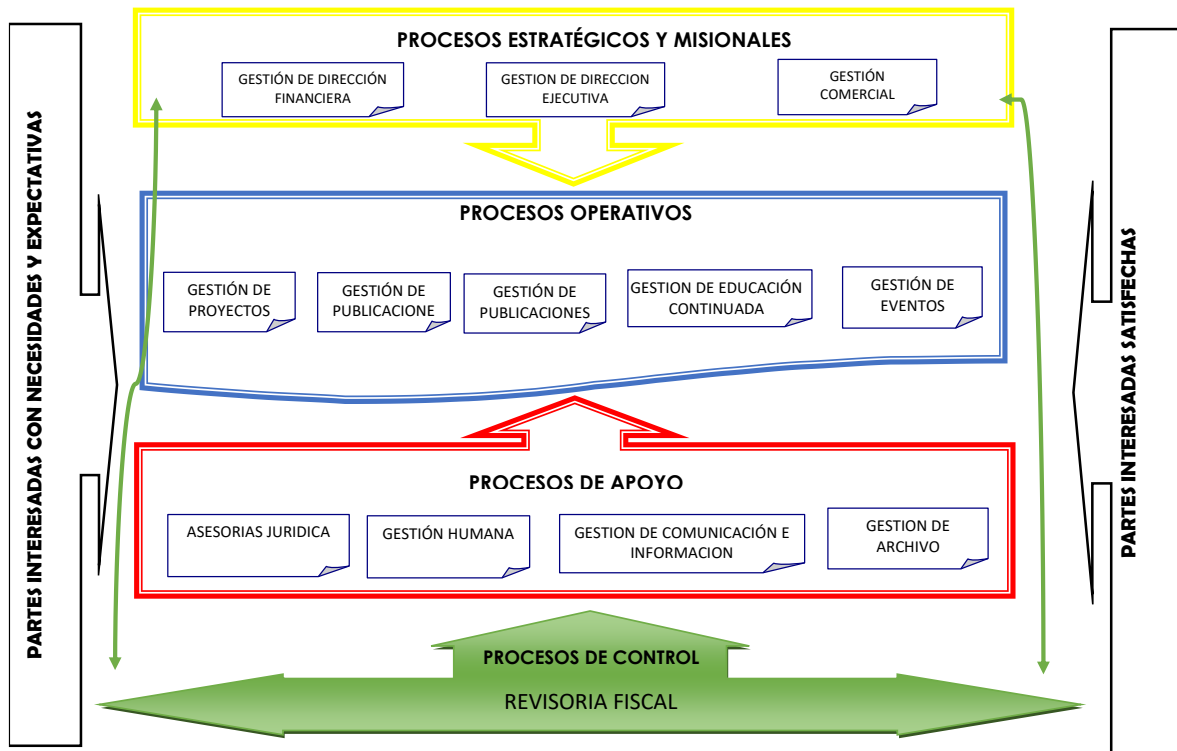 PROCESOS ESTRATÉGICOS Y MISIONALES
GESTIÓN DE DIRECCIÓN
FINANCIERA
GESTION DE DIRECCION
EJECUTIVA
GESTIÓN
COMERCIAL
PARTES INTERESADAS CON NECESIDADES Y EXPECTATIVAS
PROCESOS OPERATIVOS
GESTIÓN DE
PROYECTOS
GESTIÓN DE
PUBLICACIONE
GESTIÓN DE
PUBLICACIONES
GESTION DE EDUCACIÓN
CONTINUADA
GESTIÓN DE
EVENTOS
PARTES INTERESADAS SATISFECHAS
PROCESOS DE APOYO
ASESORIAS JURIDICA
GESTIÓN HUMANA
GESTION DE COMUNICACIÓN E
INFORMACION
GESTION DE
ARCHIVO
PROCESOS DE CONTROL
REVISORIA FISCAL